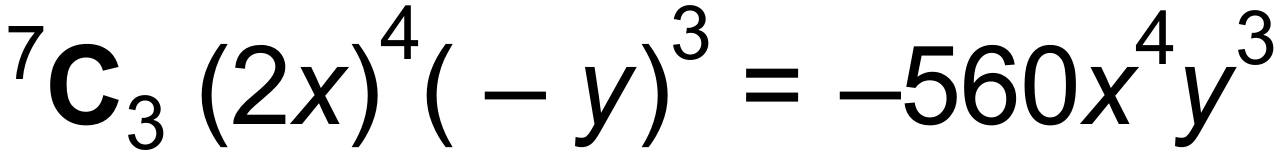 ⁷C₃ (2x)⁴(– y)³ = –560x⁴y³